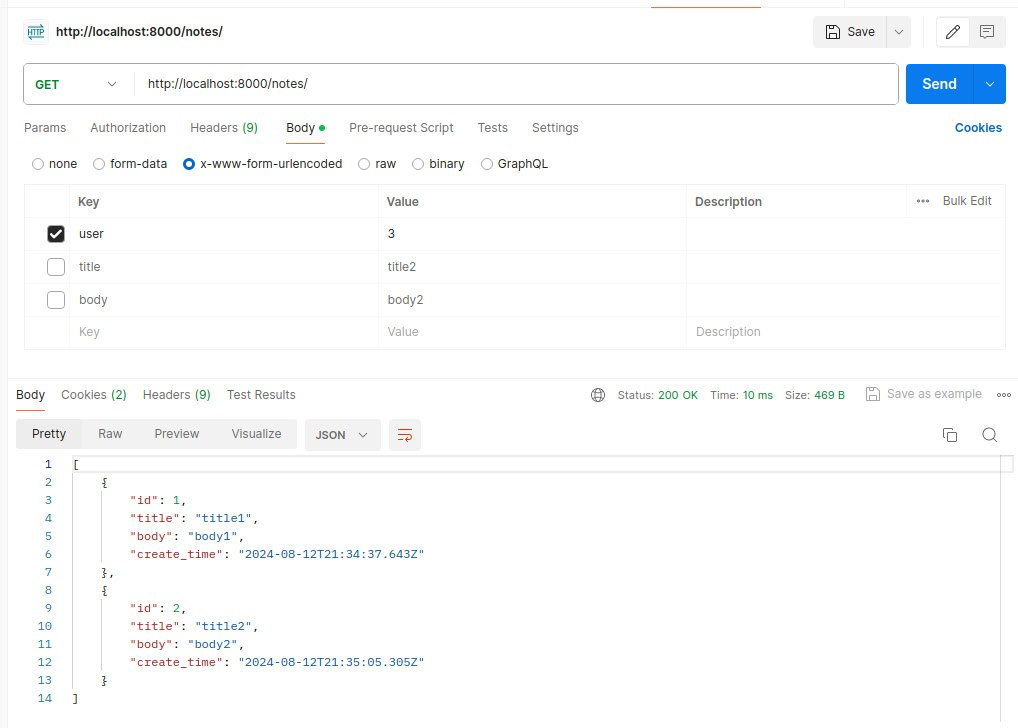 HTTP http://localhost:8000/notes/ Save
GET http://localhost:8000/notes/ Send
Params Authorization Headers (9) Body Pre-request Script Tests Settings Cookies
none form-data x-www-form-urlencoded raw binary GraphQL
Key Value Description Bulk Edit
user 3
title title2
body body2
Key Value Description
Body Cookies (2) Headers (9) Test Results Status: 200 OK Time: 10 ms Size: 469 B Save as example
Pretty Raw Preview Visualize JSON
1 [
2 {
3 "id": 1,
4 "title": "title1",
5 "body": "body1",
6 "create_time": "2024-08-12T21:34:37.643Z"
7 },
8 {
9 "id": 2,
10 "title": "title2",
11 "body": "body2",
12 "create_time": "2024-08-12T21:35:05.305Z"
13 }
14 ]